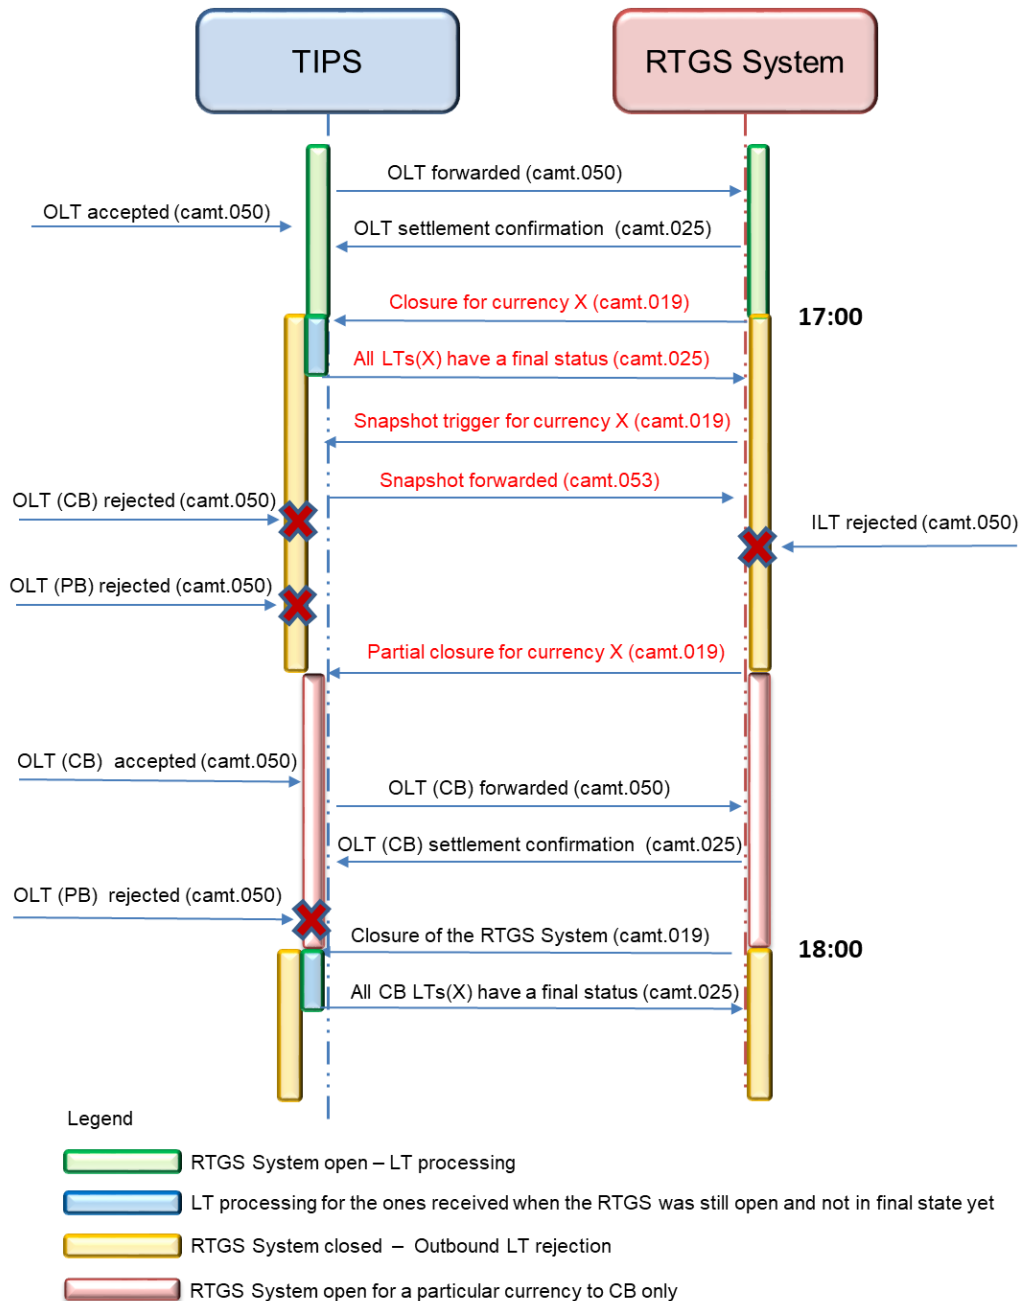 TIPS
RTGS System
OLT forwarded (camt.050)
OLT accepted (camt.050)
OLT settlement confirmation (camt.025)
Closure for currency X (camt.019)
17:00
All LTs(X) have a final status (camt.025)
Snapshot trigger for currency X (camt.019)
Snapshot forwarded (camt.053)
OLT (CB) rejected (camt.050)
ILT rejected (camt.050)
OLT (PB) rejected (camt.050)
Partial closure for currency X (camt.019)
OLT (CB) accepted (camt.050)
OLT (CB) forwarded (camt.050)
OLT (CB) settlement confirmation (camt.025)
OLT (PB) rejected (camt.050)
Closure of the RTGS System (camt.019)
18:00
All CB LTs(X) have a final status (camt.025)
Legend
RTGS System open – LT processing
LT processing for the ones received when the RTGS was still open and not in final state yet
RTGS System closed – Outbound LT rejection
RTGS System open for a particular currency to CB only